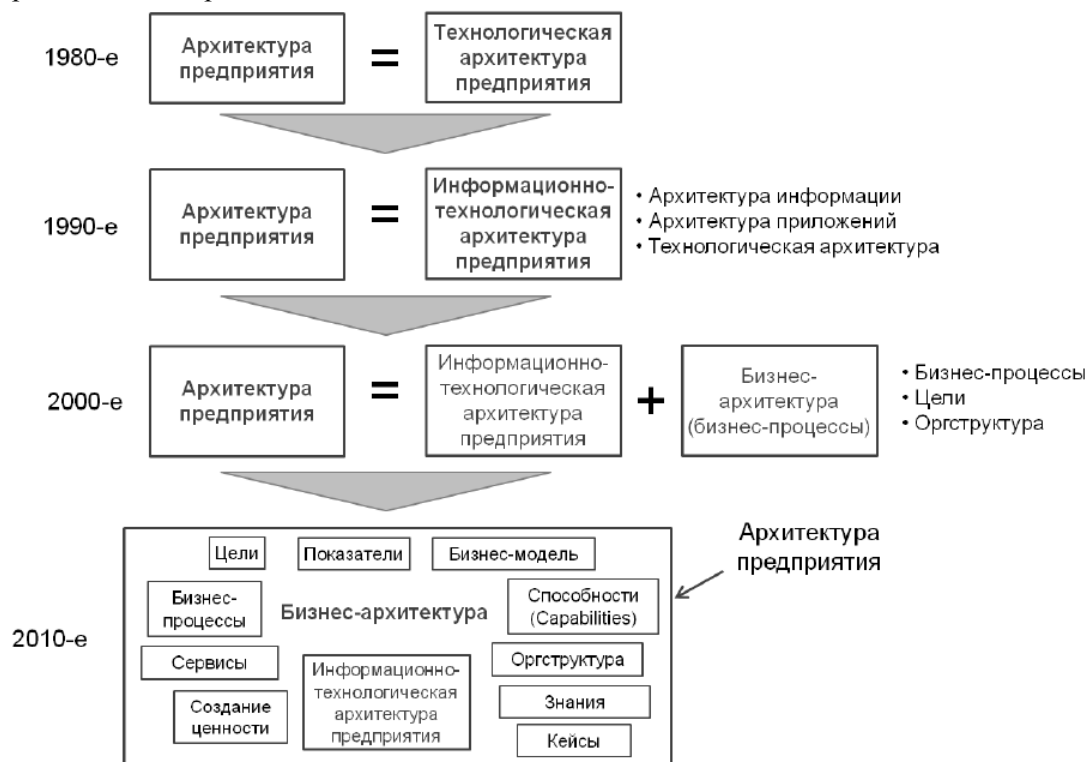 1980-е
Архитектура
предприятия
=
Технологическая
архитектура
предприятия
1990-е
Архитектура
предприятия
=
Информационно-
технологическая
архитектура
предприятия
• Архитектура информации
• Архитектура приложений
• Технологическая архитектура
2000-е
Архитектура
предприятия
=
Информационно-
технологическая
архитектура
предприятия
+
Бизнес-
архитектура
(бизнес-процессы)
• Бизнес-процессы
• Цели
• Оргструктура
Архитектура
предприятия
2010-е
Цели
Показатели
Бизнес-модель
Бизнес-
процессы
Бизнес-архитектура
Способности
(Capabilities)
Сервисы
Информационно-
технологическая
архитектура
предприятия
Оргструктура
Создание
ценности
Знания
Кейсы